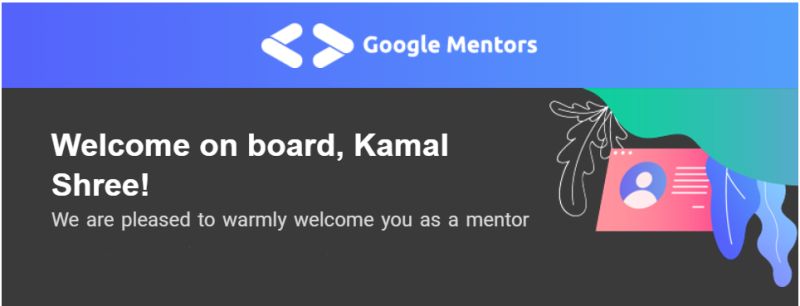 Google Mentors
Welcome on board, Kamal
Shree!
We are pleased to warmly welcome you as a mentor